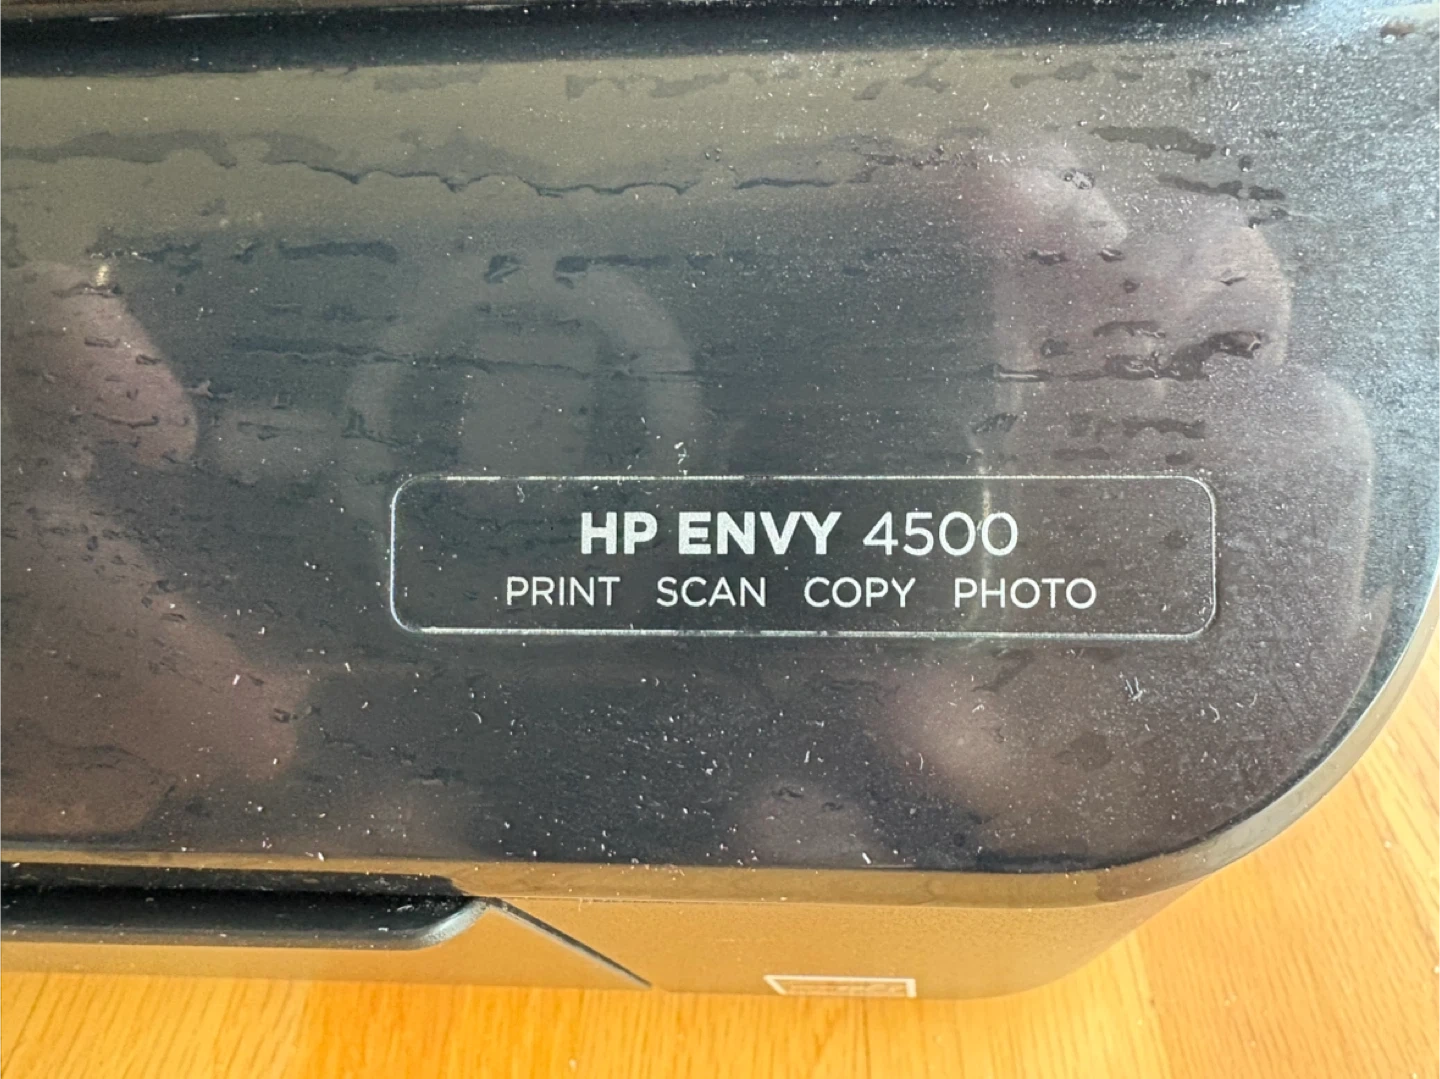 HP ENVY 4500
PRINT SCAN COPY PHOTO